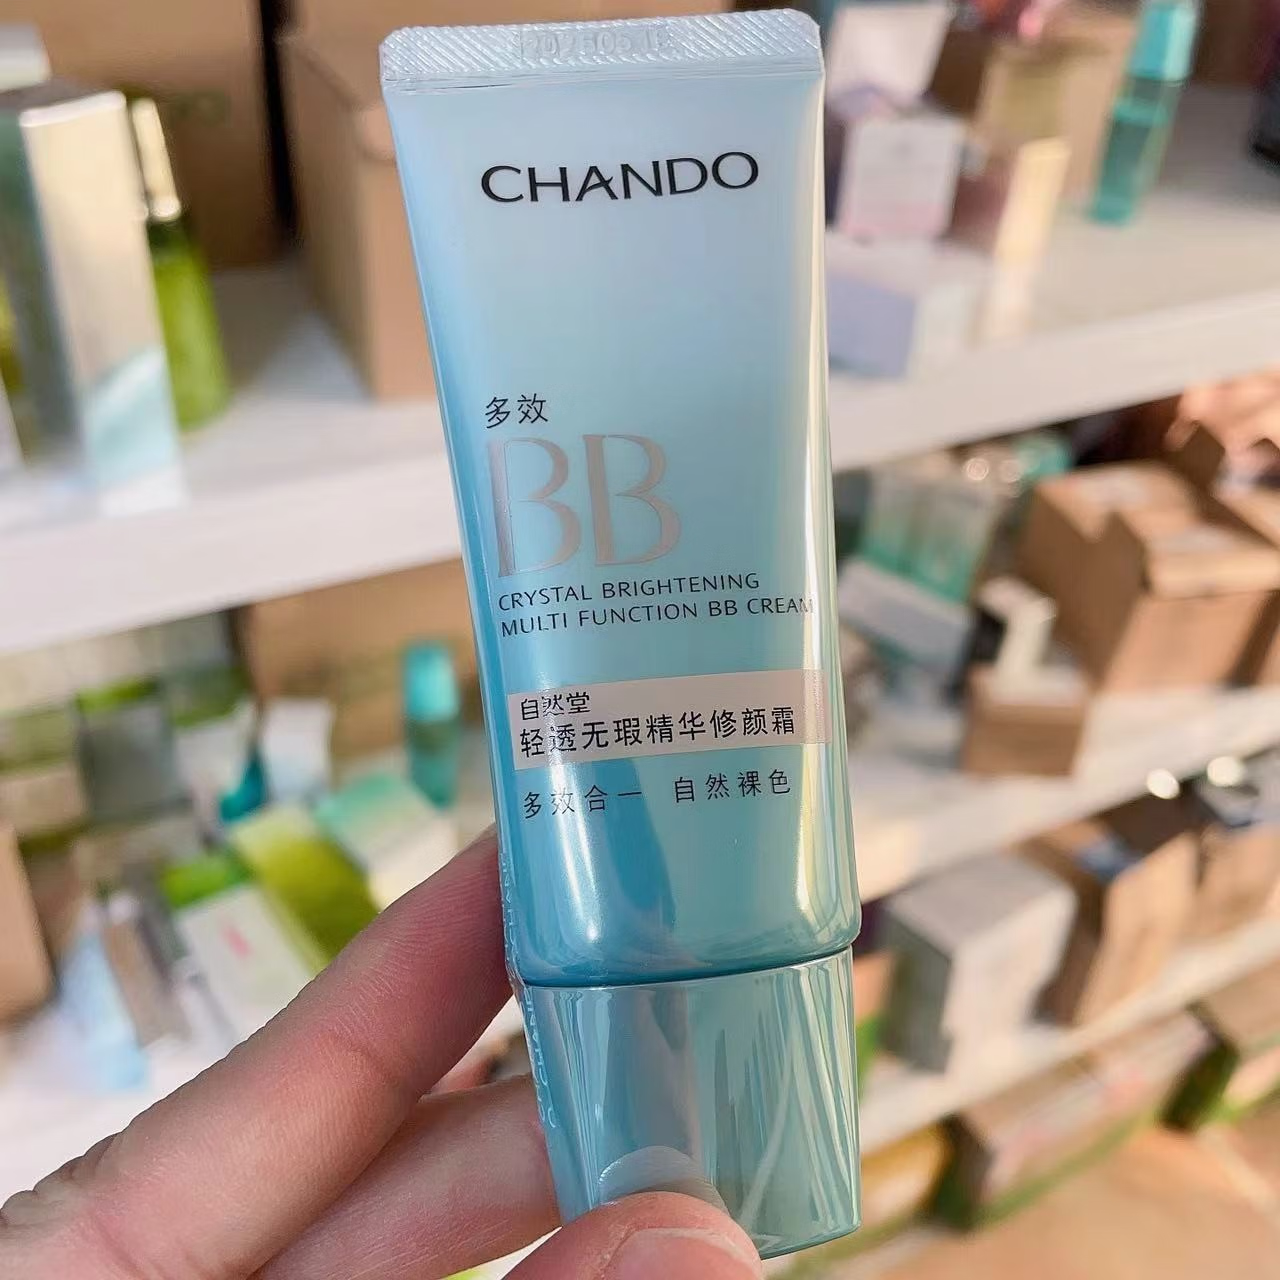 CHANDO
多效
BB
CRYSTAL BRIGHTENING
MULTI FUNCTION BB CREAM
自然堂
轻透无瑕精华修颜霜
多效合一 自然裸色